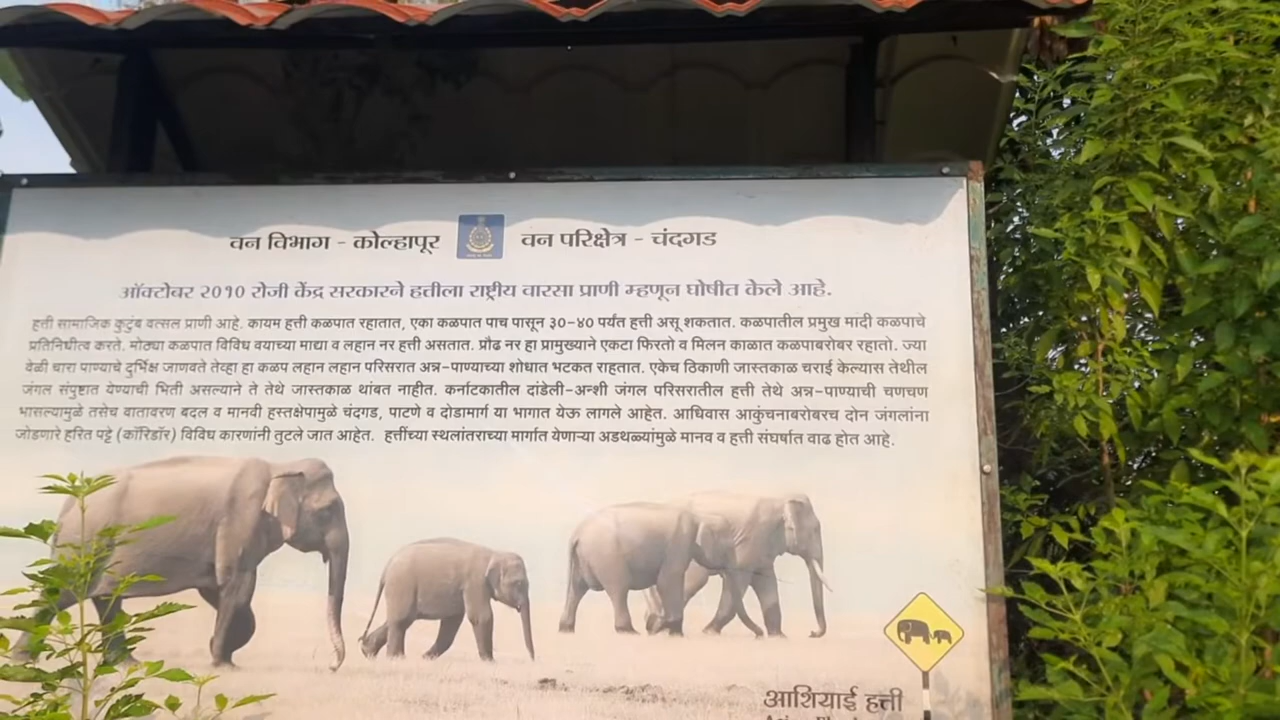 वन विभाग - कोल्हापूर वन परिक्षेत्र - चंदगड
ऑक्टोबर २०१० रोजी केंद्र सरकारने हत्तीला राष्ट्रीय वारसा प्राणी म्हणून घोषीत केले आहे.
हत्ती सामाजिक कुटुंब वत्सल प्राणी आहे. कायम हत्ती कळपात रहातात, एका कळपात पाच पासून ३०-४० पर्यंत हत्ती असू शकतात. कळपातील प्रमुख मादी कळपाचे
प्रतिनिधीत्व करते. मोठ्या कळपात विविध वयाच्या माद्या व लहान नर हत्ती असतात. प्रौढ नर हा प्रामुख्याने एकटा फिरतो व मिलन काळात कळपाबरोबर रहातो. ज्या
वेळी चारा पाण्याचे दुर्भिक्ष जाणवते तेव्हा हा कळप लहान लहान परिसरात अन्न-पाण्याच्या शोधात भटकत राहतात. एकेच ठिकाणी जास्तकाळ चराई केल्यास तेथील
जंगल संपुष्टात येण्याची भिती असल्याने ते तेथे जास्तकाळ थांबत नाहीत. कर्नाटकातील दांडेली-अन्शी जंगल परिसरातील हत्ती तेथे अन्न-पाण्याची चणचण
भासल्यामुळे तसेच वातावरण बदल व मानवी हस्तक्षेपामुळे चंदगड, पाटणे व दोडामार्ग या भागात येऊ लागले आहेत. आधिवास आकुंचनाबरोबरच दोन जंगलांना
जोडणारे हरित पट्टे (कॉरिडॉर) विविध कारणांनी तुटले जात आहेत. हत्तींच्या स्थलांतराच्या मार्गात येणाऱ्या अडथळ्यांमुळे मानव व हत्ती संघर्षात वाढ होत आहे.
आशियाई हत्ती